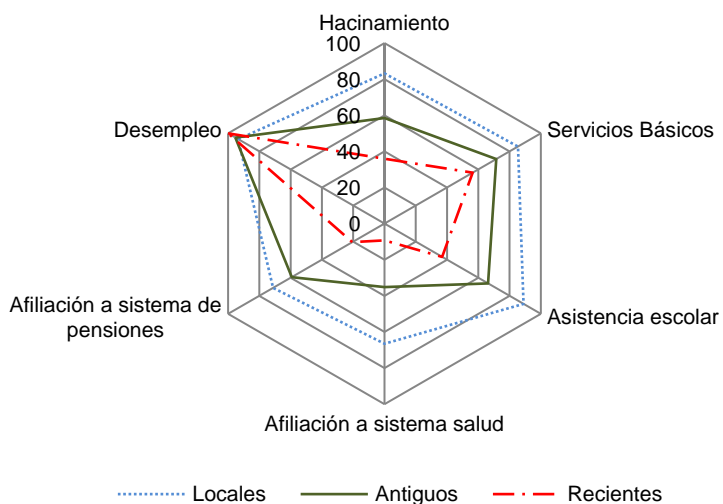 Hacinamiento
100
80
60
40
20
0
Desempleo
Servicios Básicos
Afiliación a sistema de
pensiones
Asistencia escolar
Afiliación a sistema salud
Locales
Antiguos
Recientes